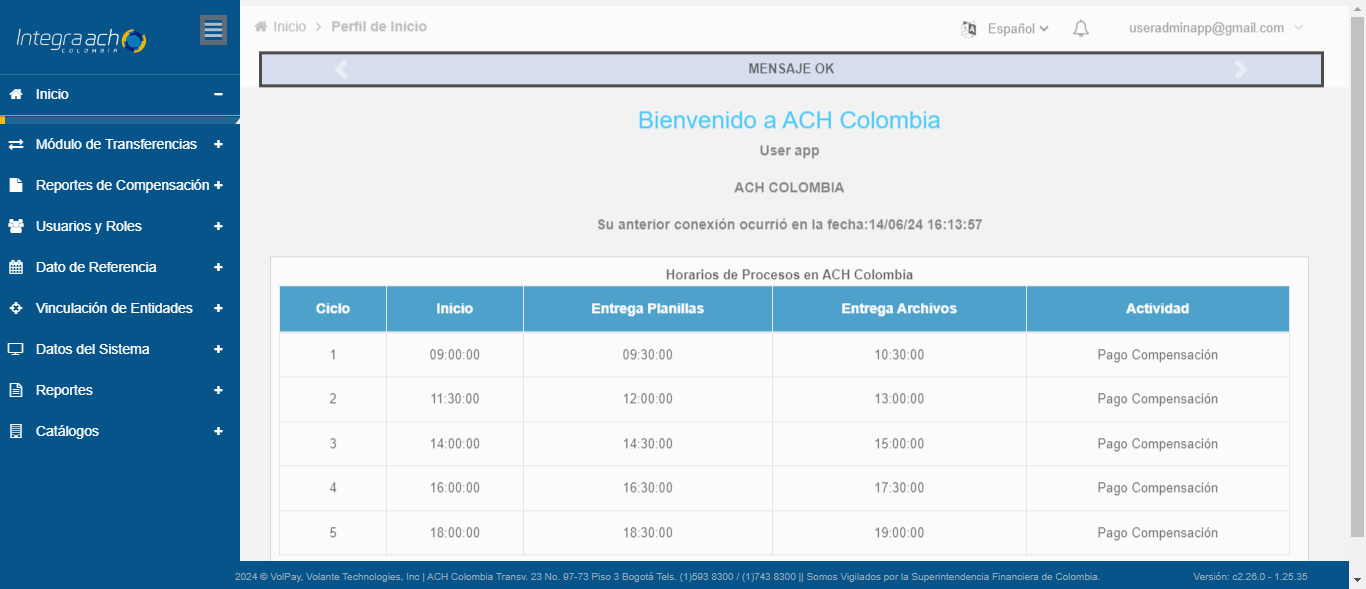 Integra ach
COLOMBIA
Inicio > Perfil de Inicio
Español
useradminapp@gmail.com
MENSAJE OK
Inicio
Módulo de Transferencias
Reportes de Compensación
Usuarios y Roles
Dato de Referencia
Vinculación de Entidades
Datos del Sistema
Reportes
Catálogos
Bienvenido a ACH Colombia
User app
ACH COLOMBIA
Su anterior conexión ocurrió en la fecha:14/06/24 16:13:57
Horarios de Procesos en ACH Colombia
Ciclo Inicio Entrega Planillas Entrega Archivos Actividad
1 09:00:00 09:30:00 10:30:00 Pago Compensación
2 11:30:00 12:00:00 13:00:00 Pago Compensación
3 14:00:00 14:30:00 15:00:00 Pago Compensación
4 16:00:00 16:30:00 17:30:00 Pago Compensación
5 18:00:00 18:30:00 19:00:00 Pago Compensación
2024 © VolPay, Volante Technologies, Inc | ACH Colombia Transv. 23 No. 97-73 Piso 3 Bogotá Tels. (1)593 8300 / (1)743 8300 || Somos Vigilados por la Superintendencia Financiera de Colombia.
Versión: c2.26.0 - 1.25.35